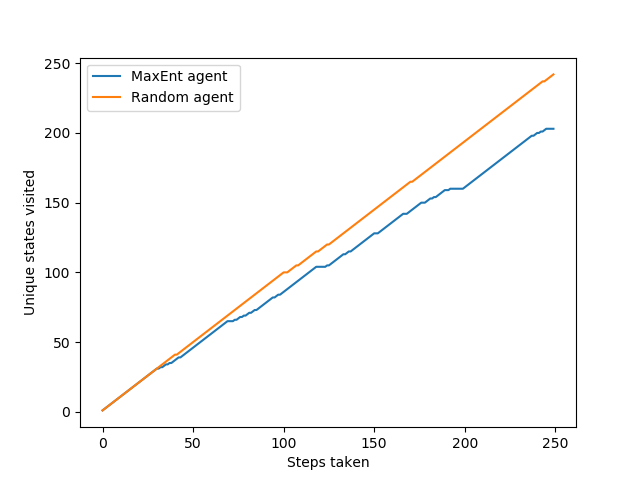 MaxEnt agent
Random agent
250
200
150
100
50
0
Unique states visited
0 50 100 150 200 250
Steps taken